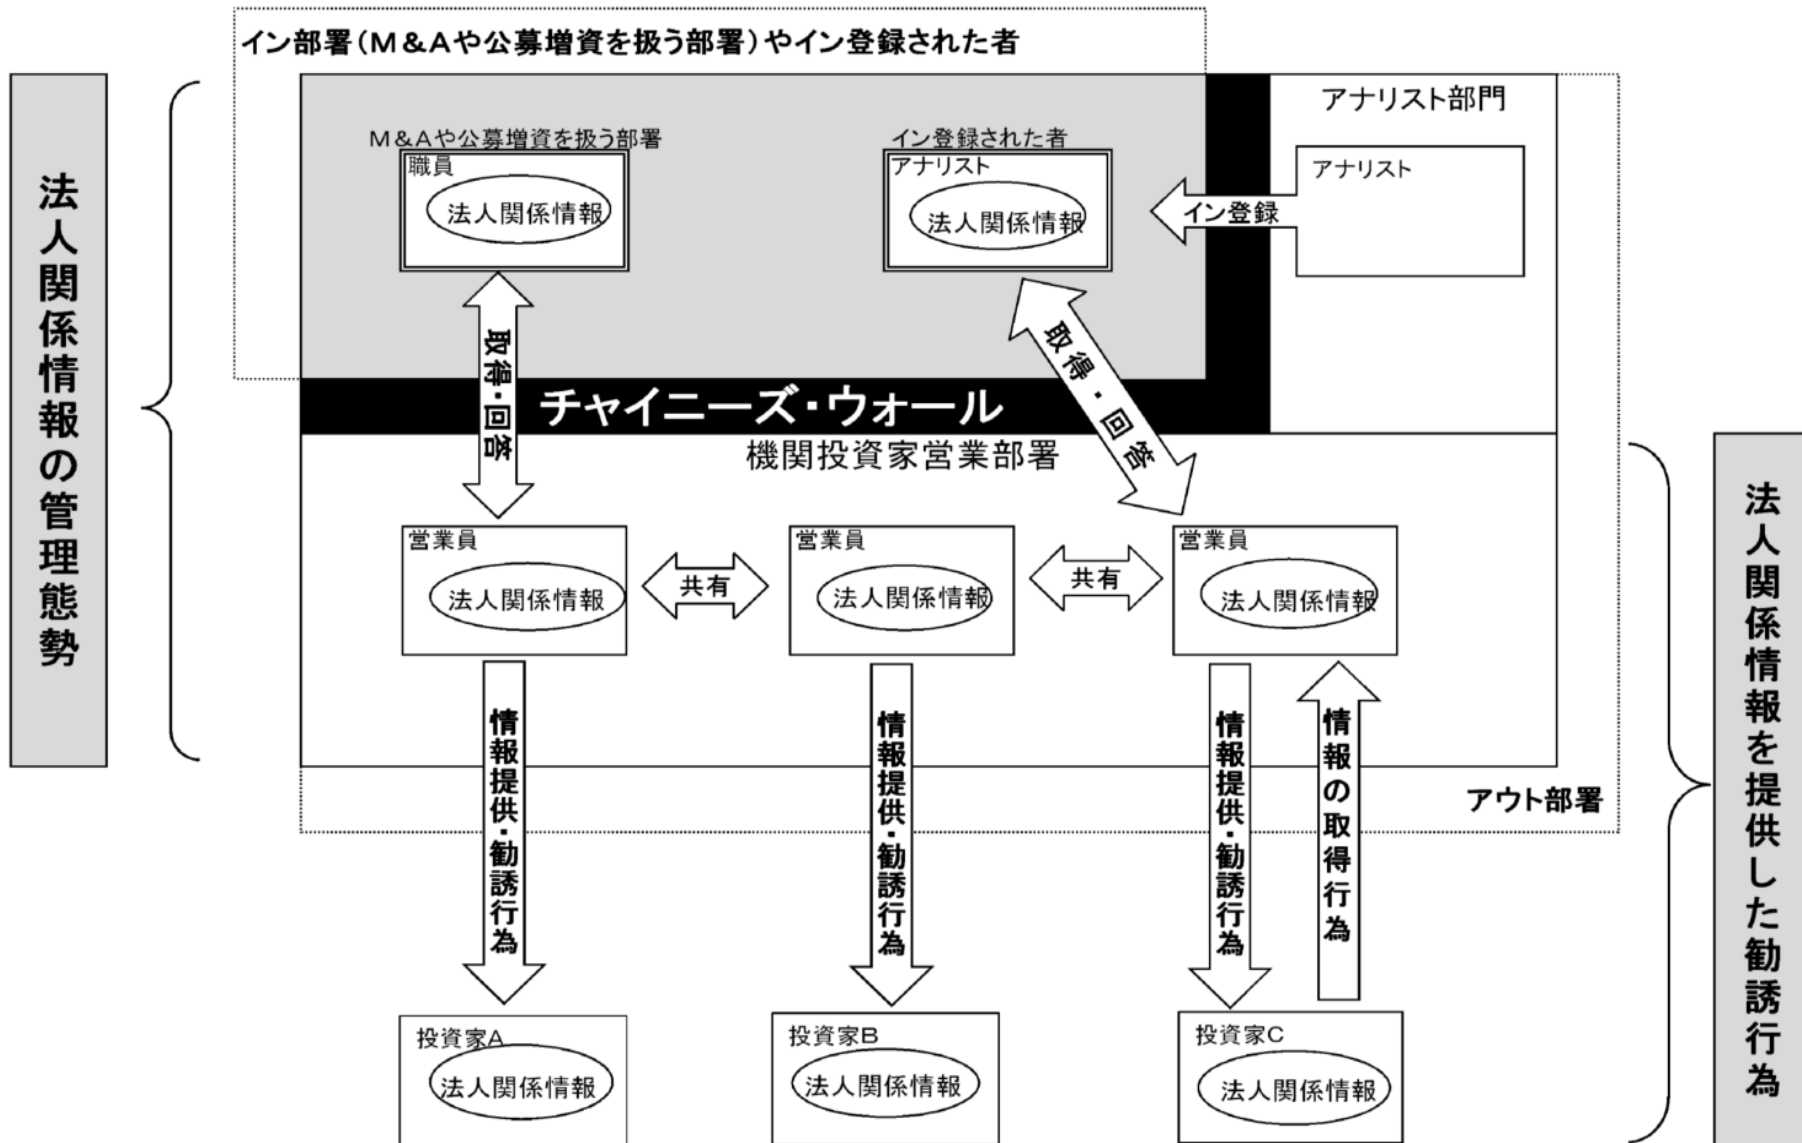 イン部署(M&Aや公募増資を扱う部署)やイン登録された者
法人関係情報の管理態勢
アナリスト部門
M&Aや公募増資を扱う部署
職員
法人関係情報
イン登録された者
アナリスト
法人関係情報
アナリスト
イン登録
取得・回答
取得・回答
チャイニーズ・ウォール
機関投資家営業部署
営業員
法人関係情報
共有
営業員
法人関係情報
共有
営業員
法人関係情報
法人関係情報を提供した勧誘行為
情報提供・勧誘行為
情報提供・勧誘行為
情報提供・勧誘行為
情報の取得行為
アウト部署
投資家A
法人関係情報
投資家B
法人関係情報
投資家C
法人関係情報